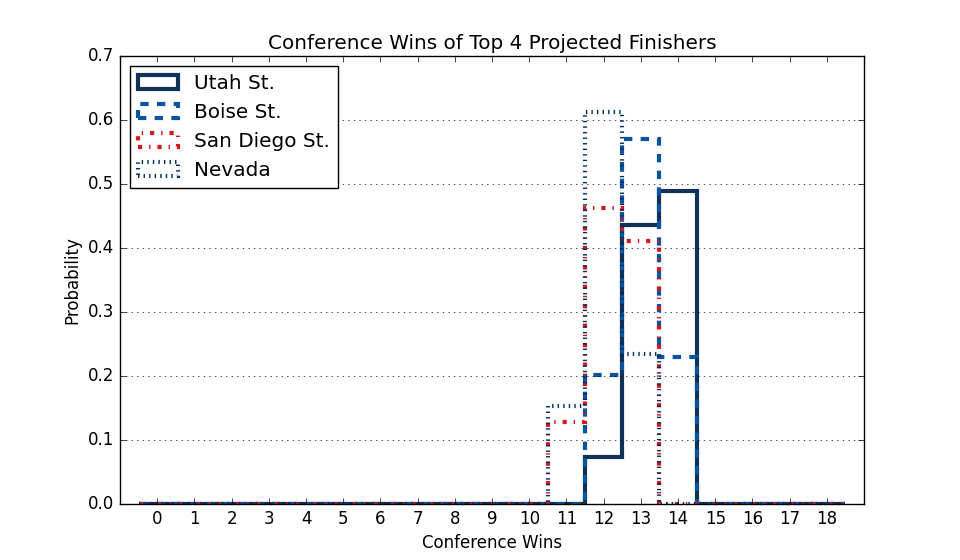 Conference Wins of Top 4 Projected Finishers
0.7
0.6
0.5
0.4
0.3
0.2
0.1
0.0
Probability
Utah St.
Boise St.
San Diego St.
Nevada
0 1 2 3 4 5 6 7 8 9 10 11 12 13 14 15 16 17 18
Conference Wins